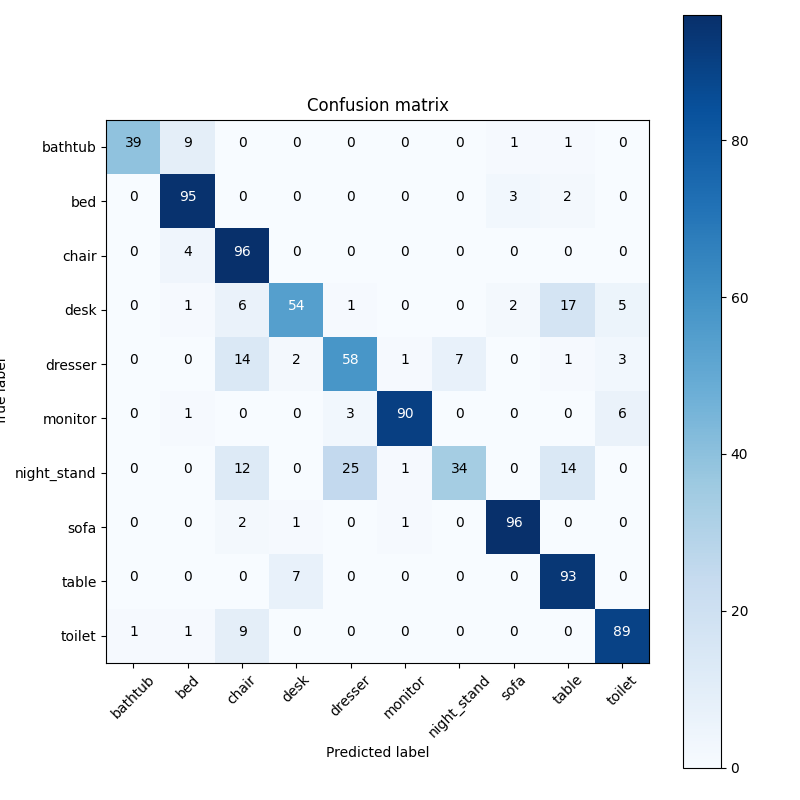 Confusion matrix
bathtub 39 9 0 0 0 0 0 1 1 0
bed 0 95 0 0 0 0 0 3 2 0
chair 0 4 96 0 0 0 0 0 0 0
desk 0 1 6 54 1 0 0 2 17 5
dresser 0 0 14 2 58 1 7 0 1 3
monitor 0 1 0 0 3 90 0 0 0 6
night_stand 0 0 12 0 25 1 34 0 14 0
sofa 0 0 2 1 0 1 0 96 0 0
table 0 0 0 7 0 0 0 0 93 0
toilet 1 1 9 0 0 0 0 0 0 89
bathtub bed chair desk dresser monitor night_stand sofa table toilet
Predicted label
True label
80
60
40
20
0